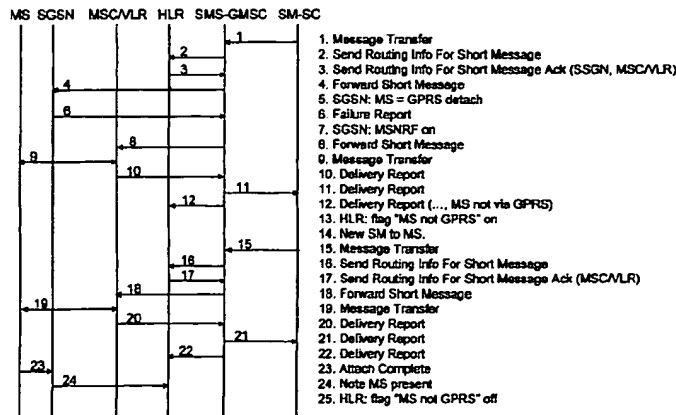 MS SGSN MSC/VLR HLR SMS-GMSC SM-SC
1
2
3
4
6
8
9
10
11
12
15
16
17
18
19
20
21
22
23
24
1. Message Transfer
2. Send Routing Info For Short Message
3. Send Routing Info For Short Message Ack (SSGN, MSC/VLR)
4. Forward Short Message
5. SGSN: MS = GPRS detach
6. Failure Report
7. SGSN: MSNRF on
8. Forward Short Message
9. Message Transfer
10. Delivery Report
11. Delivery Report
12. Delivery Report (..., MS not via GPRS)
13. HLR: flag "MS not GPRS" on
14. New SM to MS.
15. Message Transfer
16. Send Routing Info For Short Message
17. Send Routing Info For Short Message Ack (MSC/VLR)
18. Forward Short Message
19. Message Transfer
20. Delivery Report
21. Delivery Report
22. Delivery Report
23. Attach Complete
24. Note MS present
25. HLR: flag "MS not GPRS" off